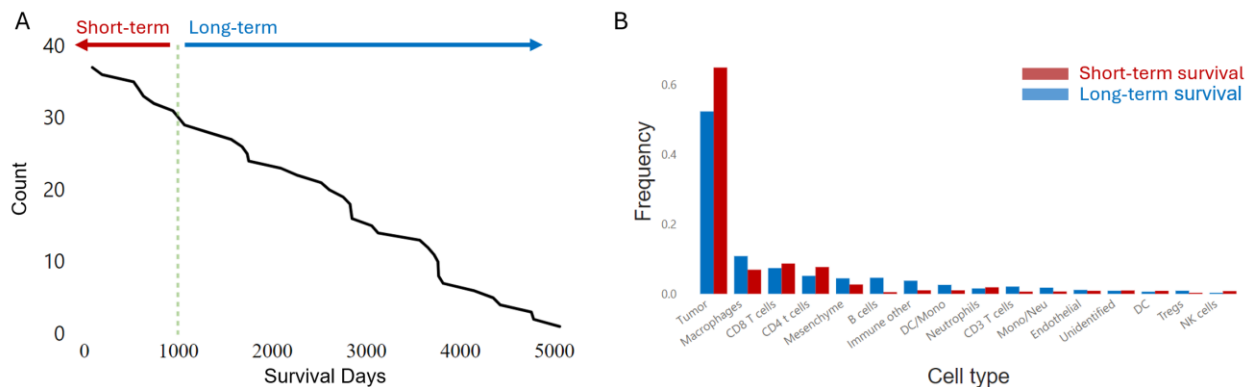 A
Short-term
Long-term
40
30
20
10
0
Count
0
1000
2000
3000
4000
5000
Survival Days
B
Short-term survival
Long-term survival
0.6
0.4
0.2
0.0
Frequency
Tumor
Macrophages
CD8 T cells
CD4 t cells
Mesenchyme
B cells
Immune other
DC/Mono
Neutrophils
CD3 T cells
Mono/Neu
Endothelial
Unidentified
DC
Tregs
NK cells
Cell type